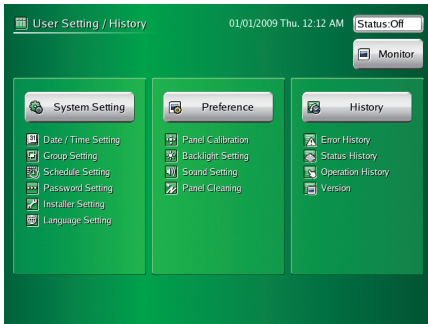 User Setting / History
01/01/2009 Thu. 12:12 AM
Status:Off
Monitor
System Setting
31 Date / Time Setting
Group Setting
Schedule Setting
Password Setting
Installer Setting
Language Setting
Preference
Panel Calibration
Backlight Setting
Sound Setting
Panel Cleaning
History
Error History
Status History
Operation History
Version